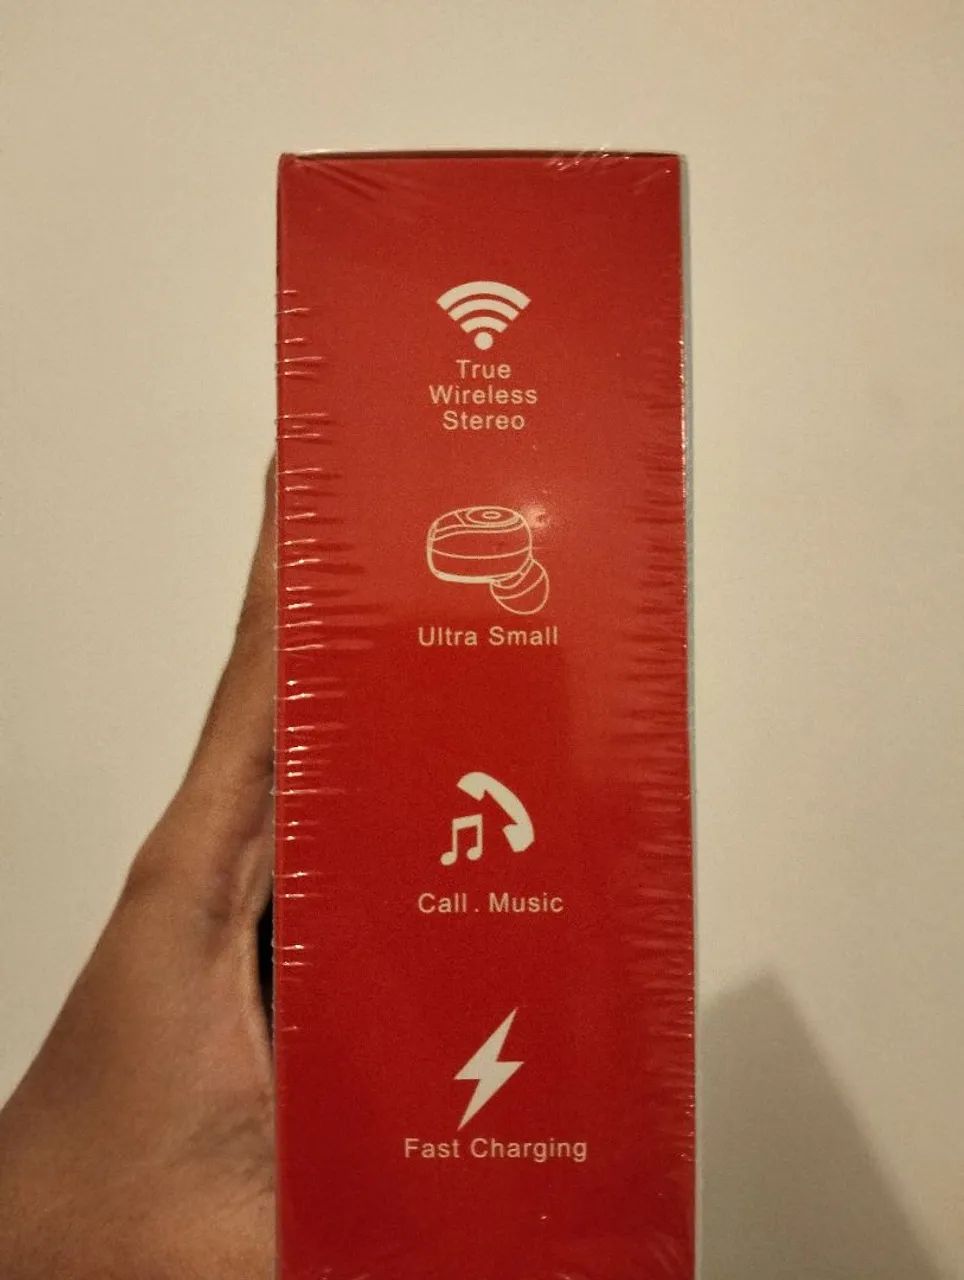 True
Wireless
Stereo
Ultra Small
Call . Music
Fast Charging